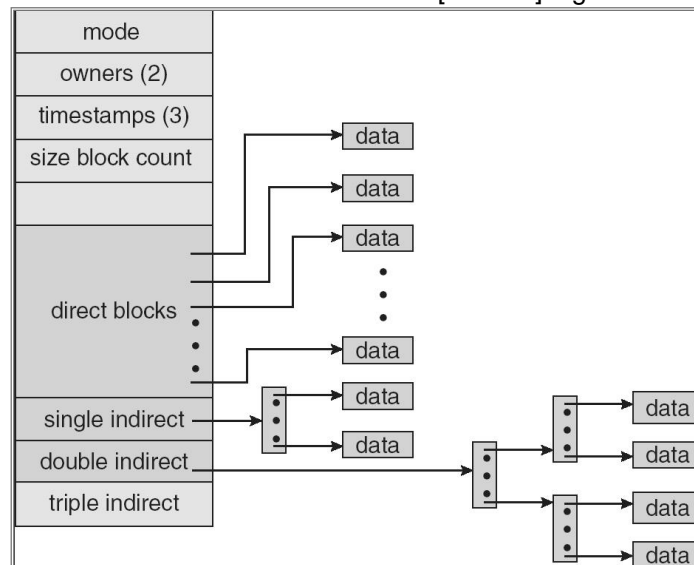 mode
owners (2)
timestamps (3)
size block count
data
data
data
direct blocks
data
single indirect
data
data
double indirect
triple indirect
data
data
data
data